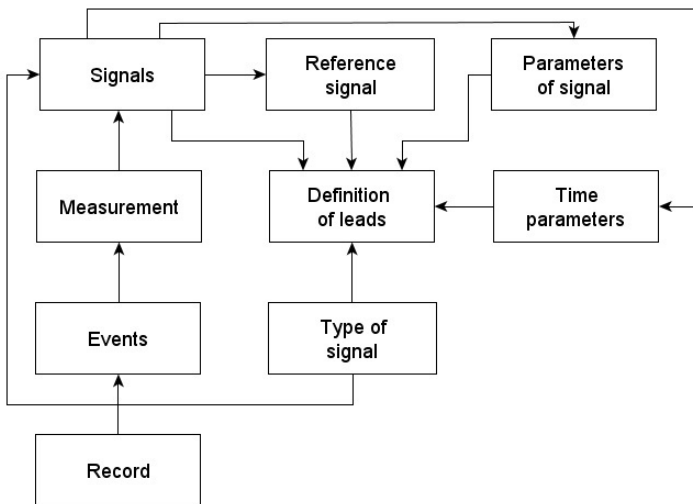 Signals
Reference
signal
Parameters
of signal
Measurement
Definition
of leads
Time
parameters
Events
Type of
signal
Record